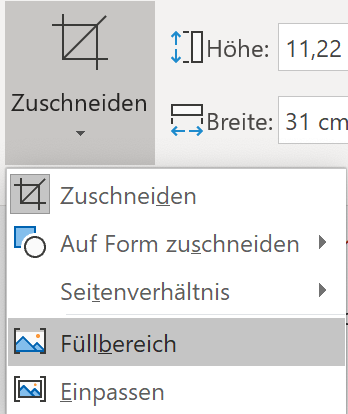 Zuschneiden
Höhe: 11,22
Breite: 31 cm
Zuschneiden
Auf Form zuschneiden
Seitenverhältnis
Füllbereich
Einpassen